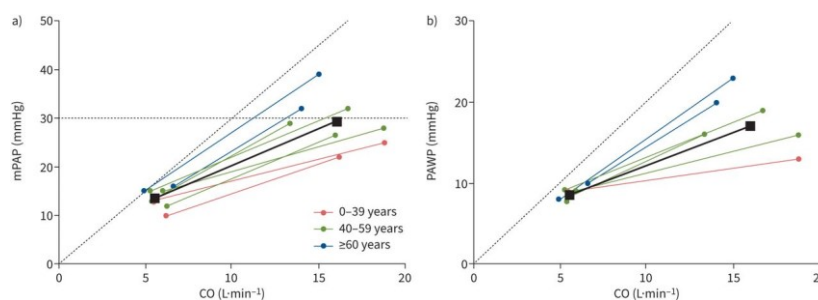 a)
50
40
30
20
10
0
mPAP (mmHg)
0
5
10
15
20
CO (L·min⁻¹)
0–39 years
40–59 years
≥60 years
b)
30
20
10
0
PAWP (mmHg)
0
5
10
15
CO (L·min⁻¹)